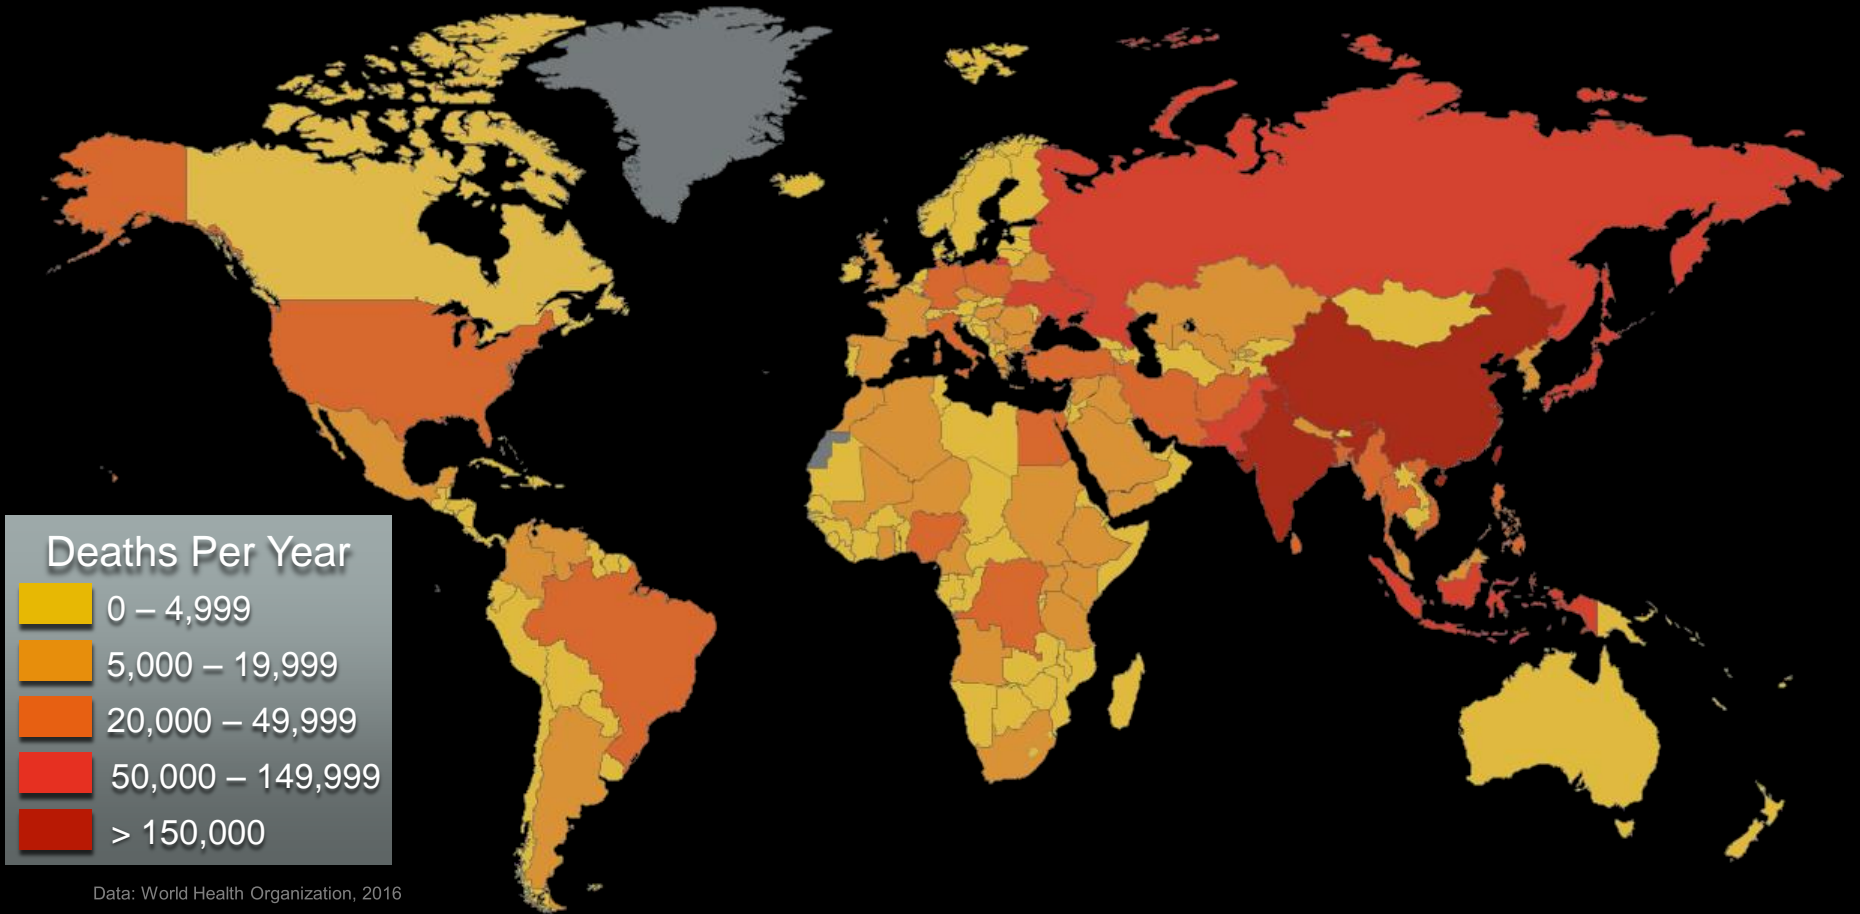 Deaths Per Year
0 – 4,999
5,000 – 19,999
20,000 – 49,999
50,000 – 149,999
> 150,000
Data: World Health Organization, 2016